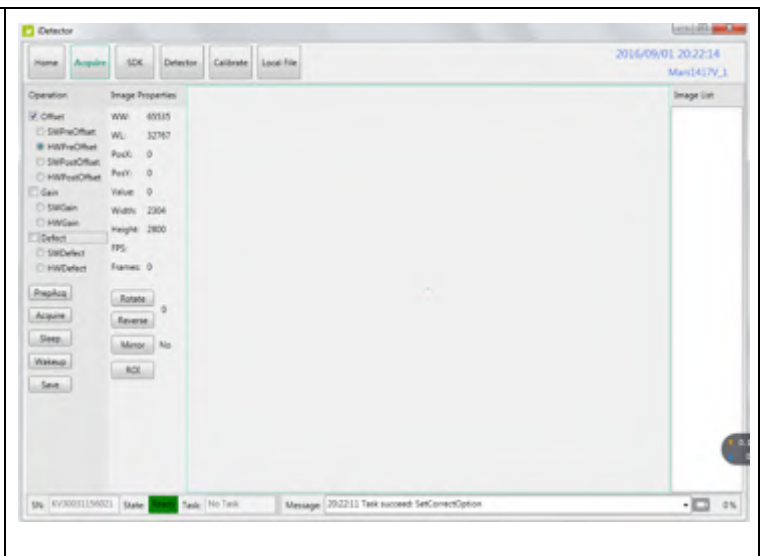 iDetector
Home Acquire SDK Detector Calibrate Local File
2016/09/01 20:22:14
Mars1417V_1
Operation
Offset
SWPreOffset
HWPreOffset
SWPostOffset
HWPostOffset
Gain
SWGain
HWGain
Defect
SWDefect
HWDefect
PrepAcq
Acquire
Sleep
Wakeup
Save
Image Properties
WW: 65535
WL: 32767
PosX: 0
PosY: 0
Value: 0
Width: 2304
Height: 2800
FPS:
Frames: 0
Rotate
0
Reverse
Mirror No
ROI
Image List
SN: State: Ready Task: No Task Message: 20:22:11 Task succeed: SetCorrectOption 0%